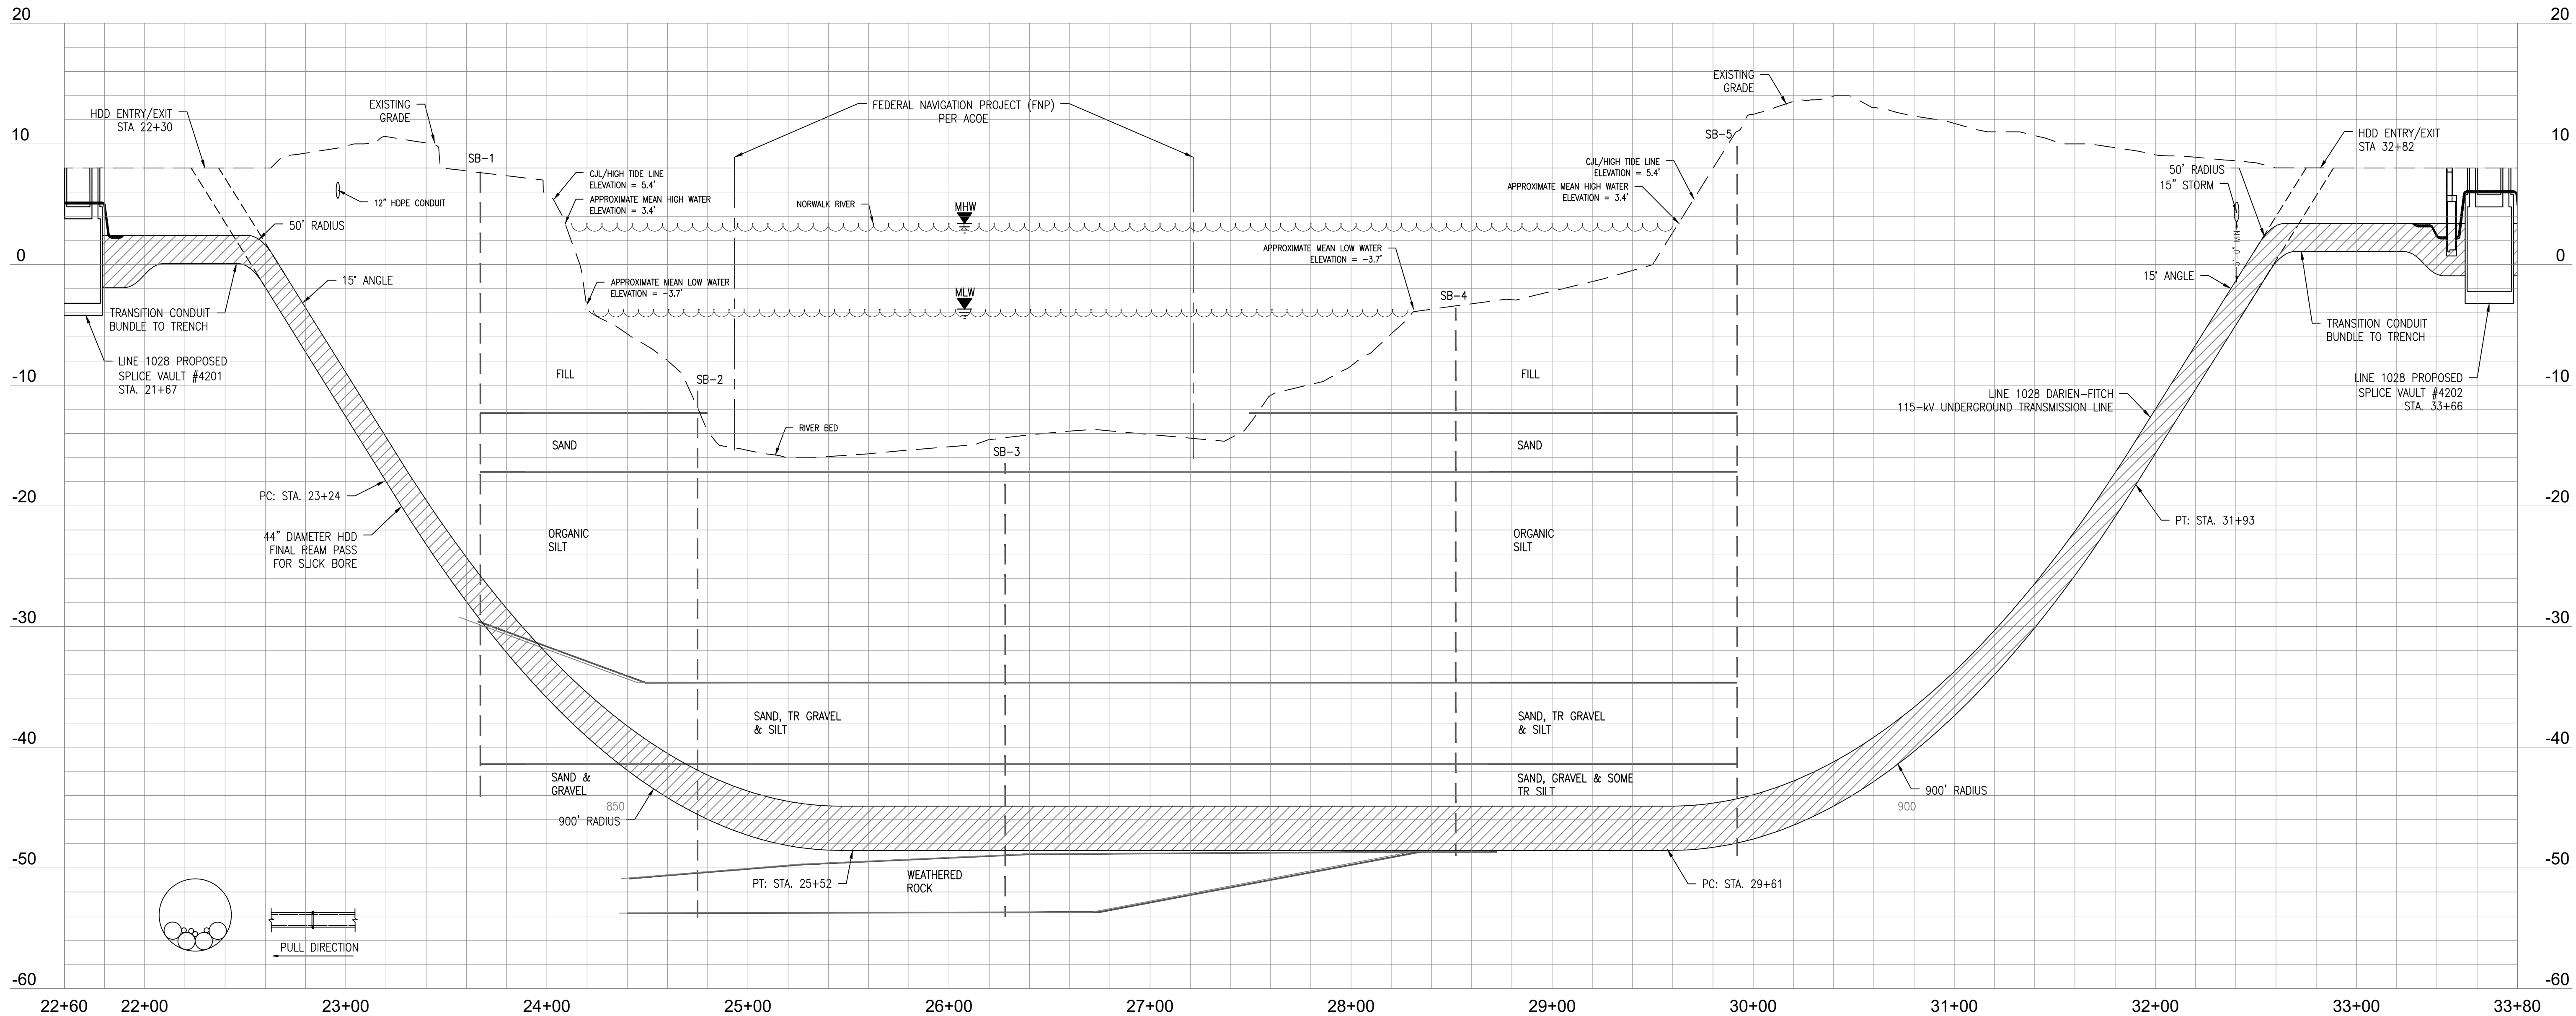 20
20
10
10
0
0
-10
-10
-20
-20
-30
-30
-40
-40
-50
-50
-60
-60
HDD ENTRY/EXIT
STA 22+30
EXISTING
GRADE
SB-1
12" HDPE CONDUIT
50' RADIUS
15° ANGLE
TRANSITION CONDUIT
BUNDLE TO TRENCH
LINE 1028 PROPOSED
SPLICE VAULT #4201
STA. 21+67
PC: STA. 23+24
44" DIAMETER HDD
FINAL REAM PASS
FOR SLICK BORE
CJL/HIGH TIDE LINE
ELEVATION = 5.4'
APPROXIMATE MEAN HIGH WATER
ELEVATION = 3.4'
APPROXIMATE MEAN LOW WATER
ELEVATION = -3.7'
FEDERAL NAVIGATION PROJECT (FNP)
PER ACOE
NORWALK RIVER
MHW
MLW
FILL
SB-2
SAND
RIVER BED
SB-3
ORGANIC
SILT
SAND, TR GRAVEL
& SILT
SAND &
GRAVEL
850
900' RADIUS
PT: STA. 25+52
WEATHERED
ROCK
PULL DIRECTION
EXISTING
GRADE
SB-5
CJL/HIGH TIDE LINE
ELEVATION = 5.4'
APPROXIMATE MEAN HIGH WATER
ELEVATION = 3.4'
APPROXIMATE MEAN LOW WATER
ELEVATION = -3.7'
SB-4
FILL
SAND
ORGANIC
SILT
SAND, TR GRAVEL
& SILT
SAND, GRAVEL & SOME
TR SILT
PC: STA. 29+61
900' RADIUS
900
PT: STA. 31+93
LINE 1028 DARIEN-FITCH
115-kV UNDERGROUND TRANSMISSION LINE
HDD ENTRY/EXIT
STA 32+82
50' RADIUS
15" STORM
5'-0" MIN
15° ANGLE
TRANSITION CONDUIT
BUNDLE TO TRENCH
LINE 1028 PROPOSED
SPLICE VAULT #4202
STA. 33+66
22+60
22+00
23+00
24+00
25+00
26+00
27+00
28+00
29+00
30+00
31+00
32+00
33+00
33+80